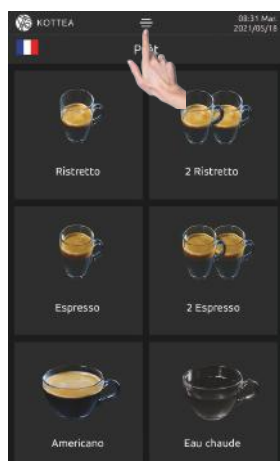 KOTTEA
08:31 Mar.
2021/05/18
Ristretto
2 Ristretto
Espresso
2 Espresso
Americano
Eau chaude